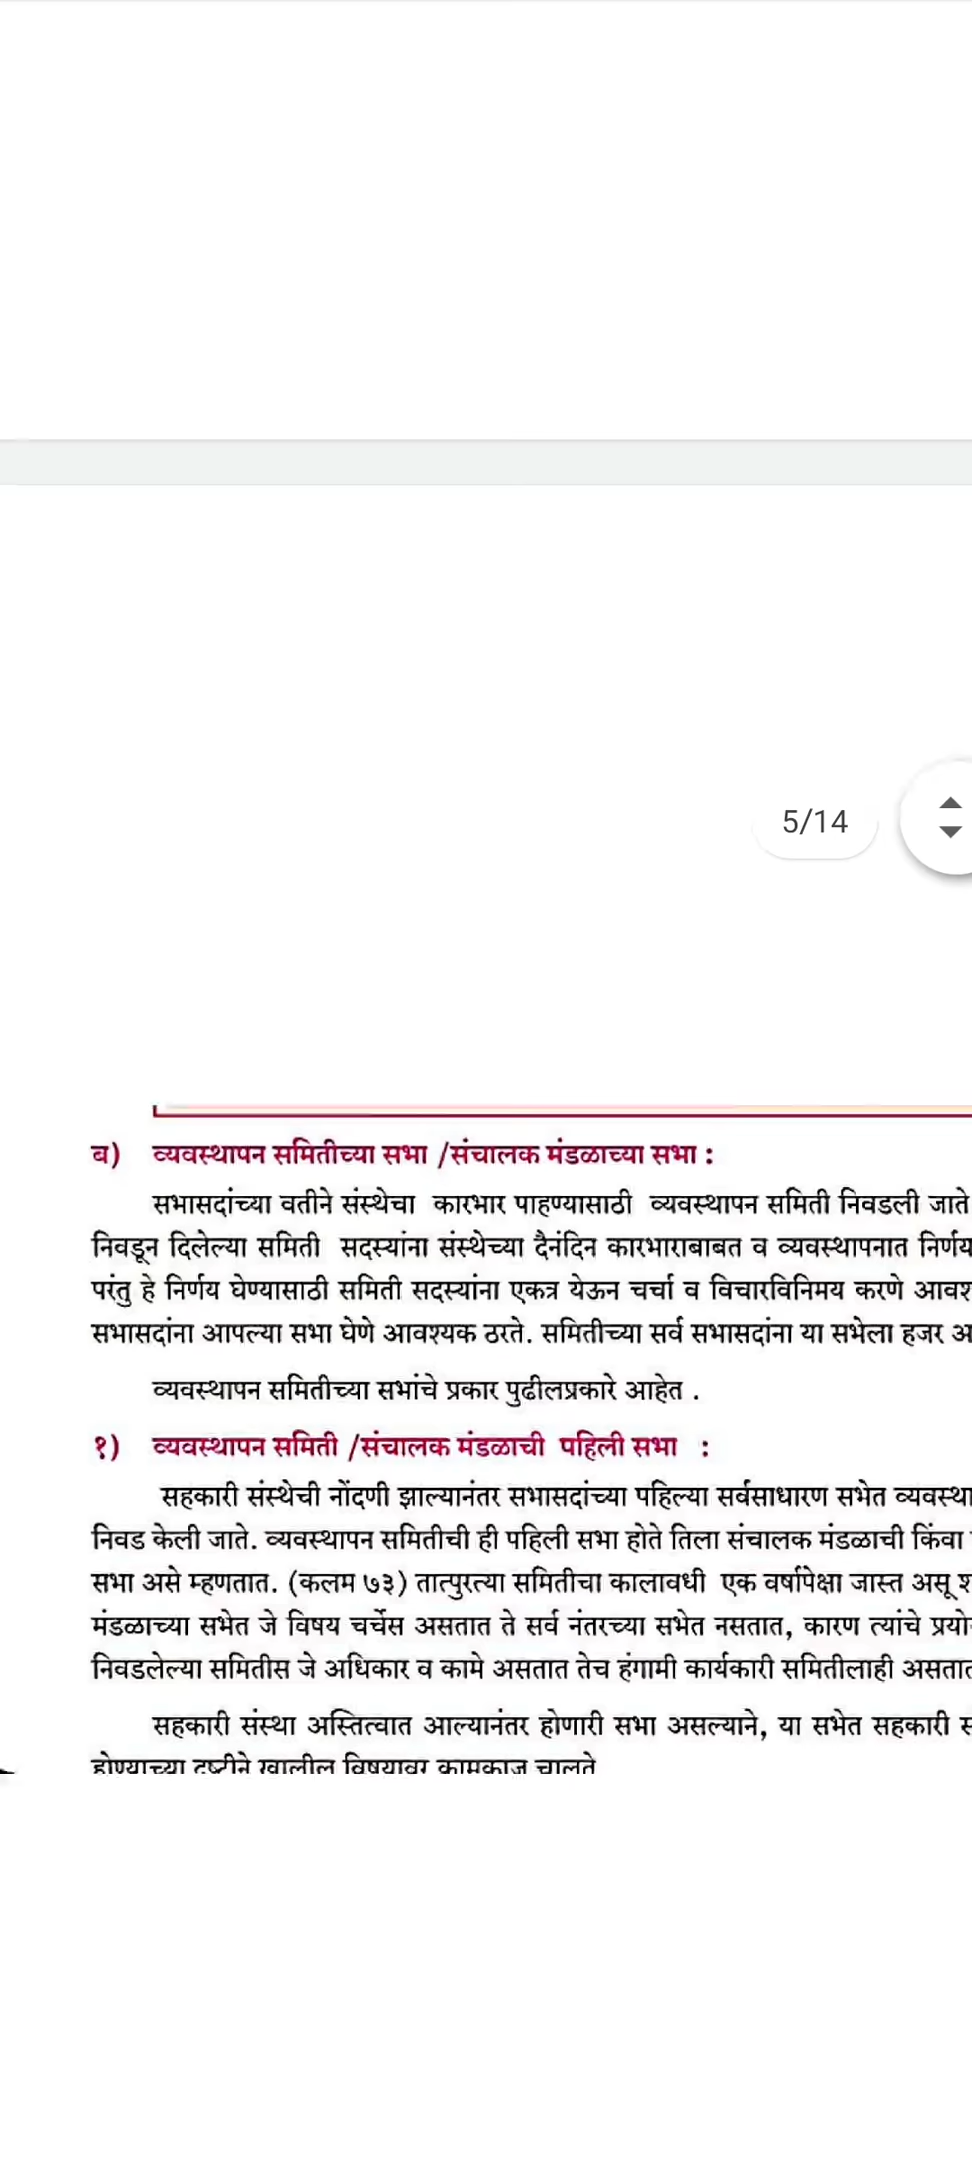 5/14
ब) व्यवस्थापन समितीच्या सभा /संचालक मंडळाच्या सभा :
सभासदांच्या वतीने संस्थेचा कारभार पाहण्यासाठी व्यवस्थापन समिती निवडली जाते
निवडून दिलेल्या समिती सदस्यांना संस्थेच्या दैनंदिन कारभाराबाबत व व्यवस्थापनात
परंतु हे निर्णय घेण्यासाठी समिती सदस्यांना एकत्र येऊन चर्चा व विचारविनिमय करणे
सभासदांना आपल्या सभा घेणे आवश्यक ठरते. समितीच्या सर्व सभासदांना या सभेला हजर
व्यवस्थापन समितीच्या सभांचे प्रकार पुढीलप्रकारे आहेत .
१) व्यवस्थापन समिती /संचालक मंडळाची पहिली सभा :
सहकारी संस्थेची नोंदणी झाल्यानंतर सभासदांच्या पहिल्या सर्वसाधारण सभेत
निवड केली जाते. व्यवस्थापन समितीची ही पहिली सभा होते तिला संचालक मंडळाची किंवा
सभा असे म्हणतात. (कलम ७३) तात्पुरत्या समितीचा कालावधी एक वर्षापेक्षा जास्त असू
मंडळाच्या सभेत जे विषय चर्चेस असतात ते सर्व नंतरच्या सभेत नसतात, कारण त्यांचे
निवडलेल्या समितीस जे अधिकार व कामे असतात तेच हंगामी कार्यकारी समितीलाही
सहकारी संस्था अस्तित्वात आल्यानंतर होणारी सभा असल्याने, या सभेत सहकारी
होण्याच्या दृष्टीने खालील विषयावर कामकाज चालते